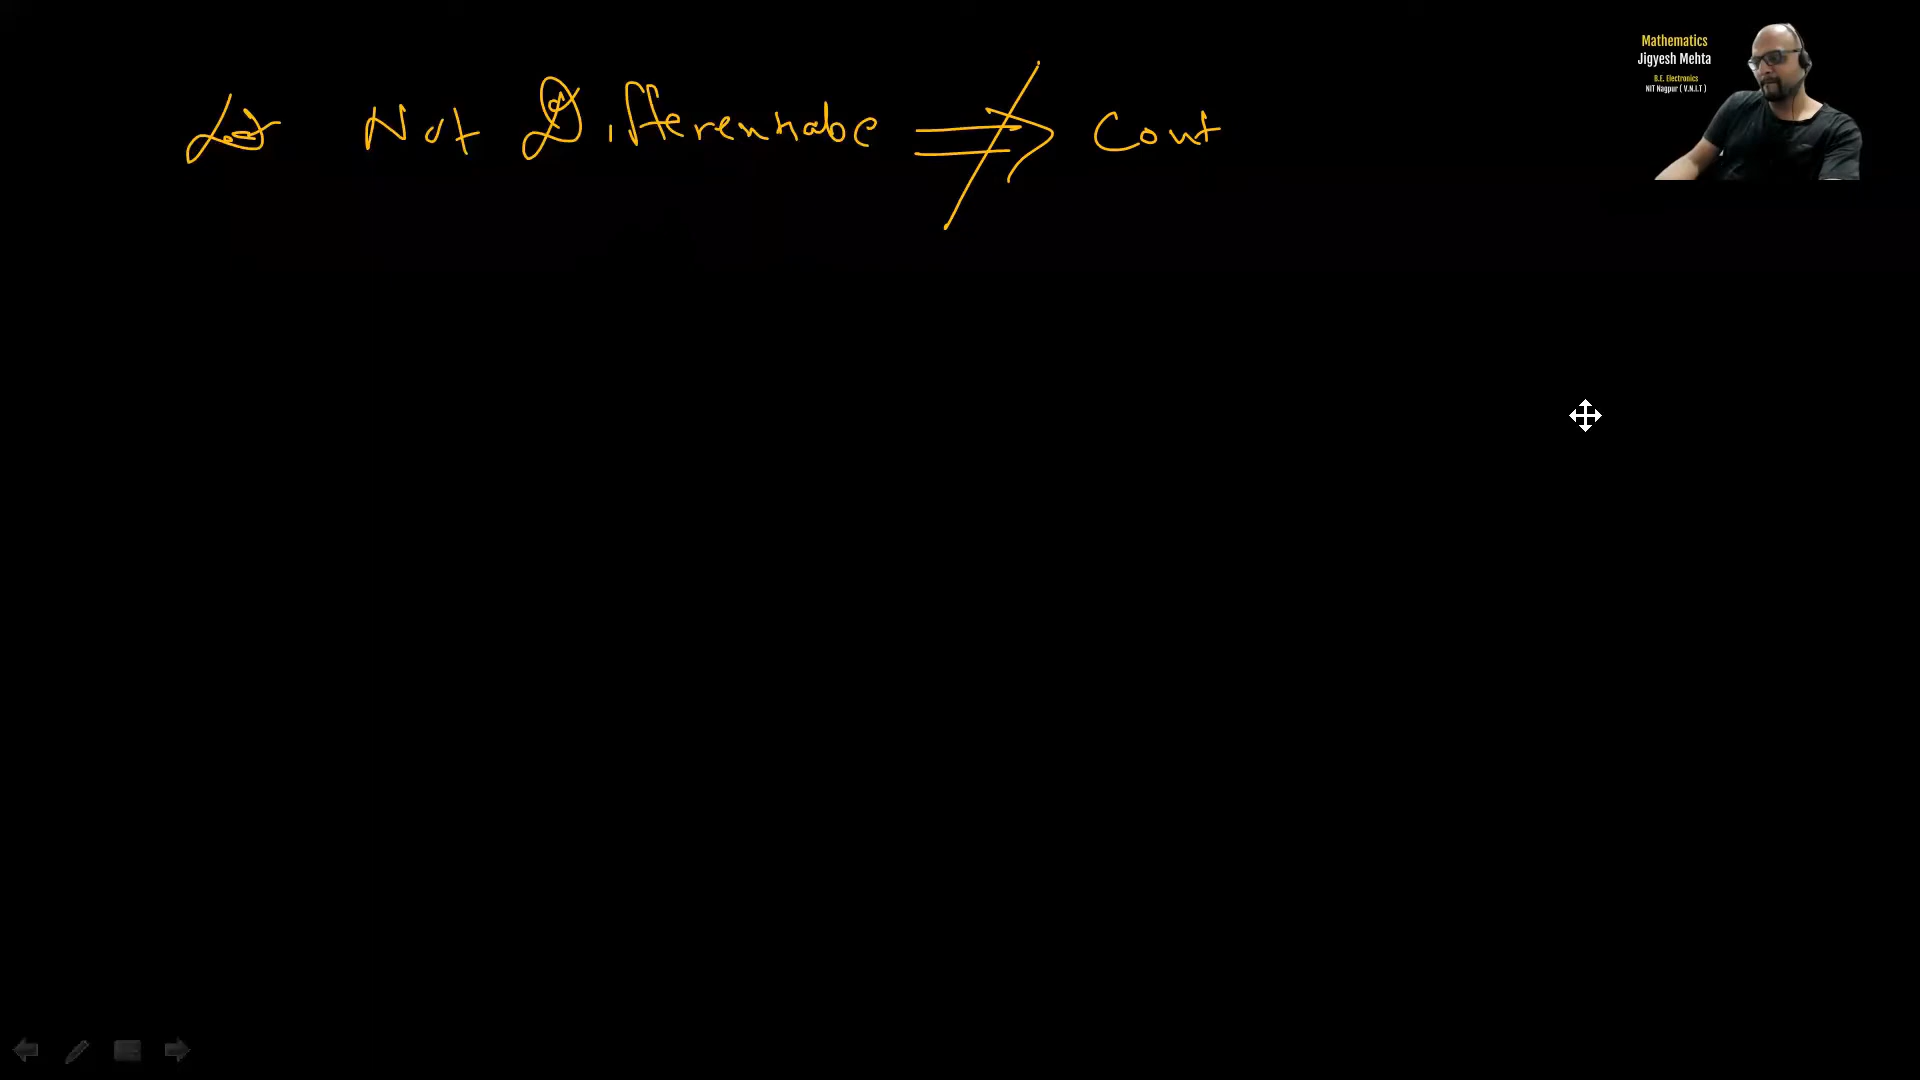 Not Differentiable ⇏ Cont
Mathematics
Jigyesh Mehta
B.E. Electronics
NIT Nagpur ( V.N.I.T )